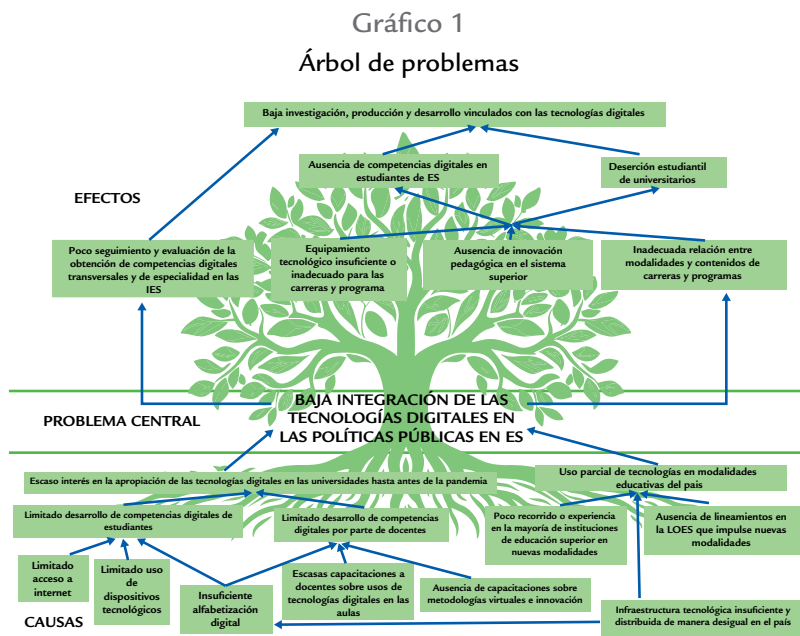 Gráfico 1
Árbol de problemas
Baja investigación, producción y desarrollo vinculados con las tecnologías digitales
Ausencia de competencias digitales en
estudiantes de ES
Deserción estudiantil
de universitarios
EFECTOS
Poco seguimiento y evaluación de la
obtención de competencias digitales
transversales y de especialidad en las
IES
Equipamiento
tecnológico insuficiente o
inadecuado para las
carreras y programa
Ausencia de innovación
pedagógica en el sistema
superior
Inadecuada relación entre
modalidades y contenidos de
carreras y programas
PROBLEMA CENTRAL
BAJA INTEGRACIÓN DE LAS
TECNOLOGÍAS DIGITALES EN
LAS POLÍTICAS PÚBLICAS EN ES
Escaso interés en la apropiación de las tecnologías digitales en las universidades hasta antes de la pandemia
Uso parcial de tecnologías en modalidades
educativas del país
Limitado desarrollo de competencias digitales de
estudiantes
Limitado desarrollo de competencias
digitales por parte de docentes
Poco recorrido o experiencia
en la mayoría de instituciones
de educación superior en
nuevas modalidades
Ausencia de lineamientos en
la LOES que impulse nuevas
modalidades
Limitado
acceso a
internet
Limitado uso
de
dispositivos
tecnológicos
Insuficiente
alfabetización
digital
Escasas capacitaciones a
docentes sobre usos de
tecnologías digitales en las
aulas
Ausencia de capacitaciones sobre
metodologías virtuales e innovación
Infraestructura tecnológica insuficiente y
distribuida de manera desigual en el país
CAUSAS